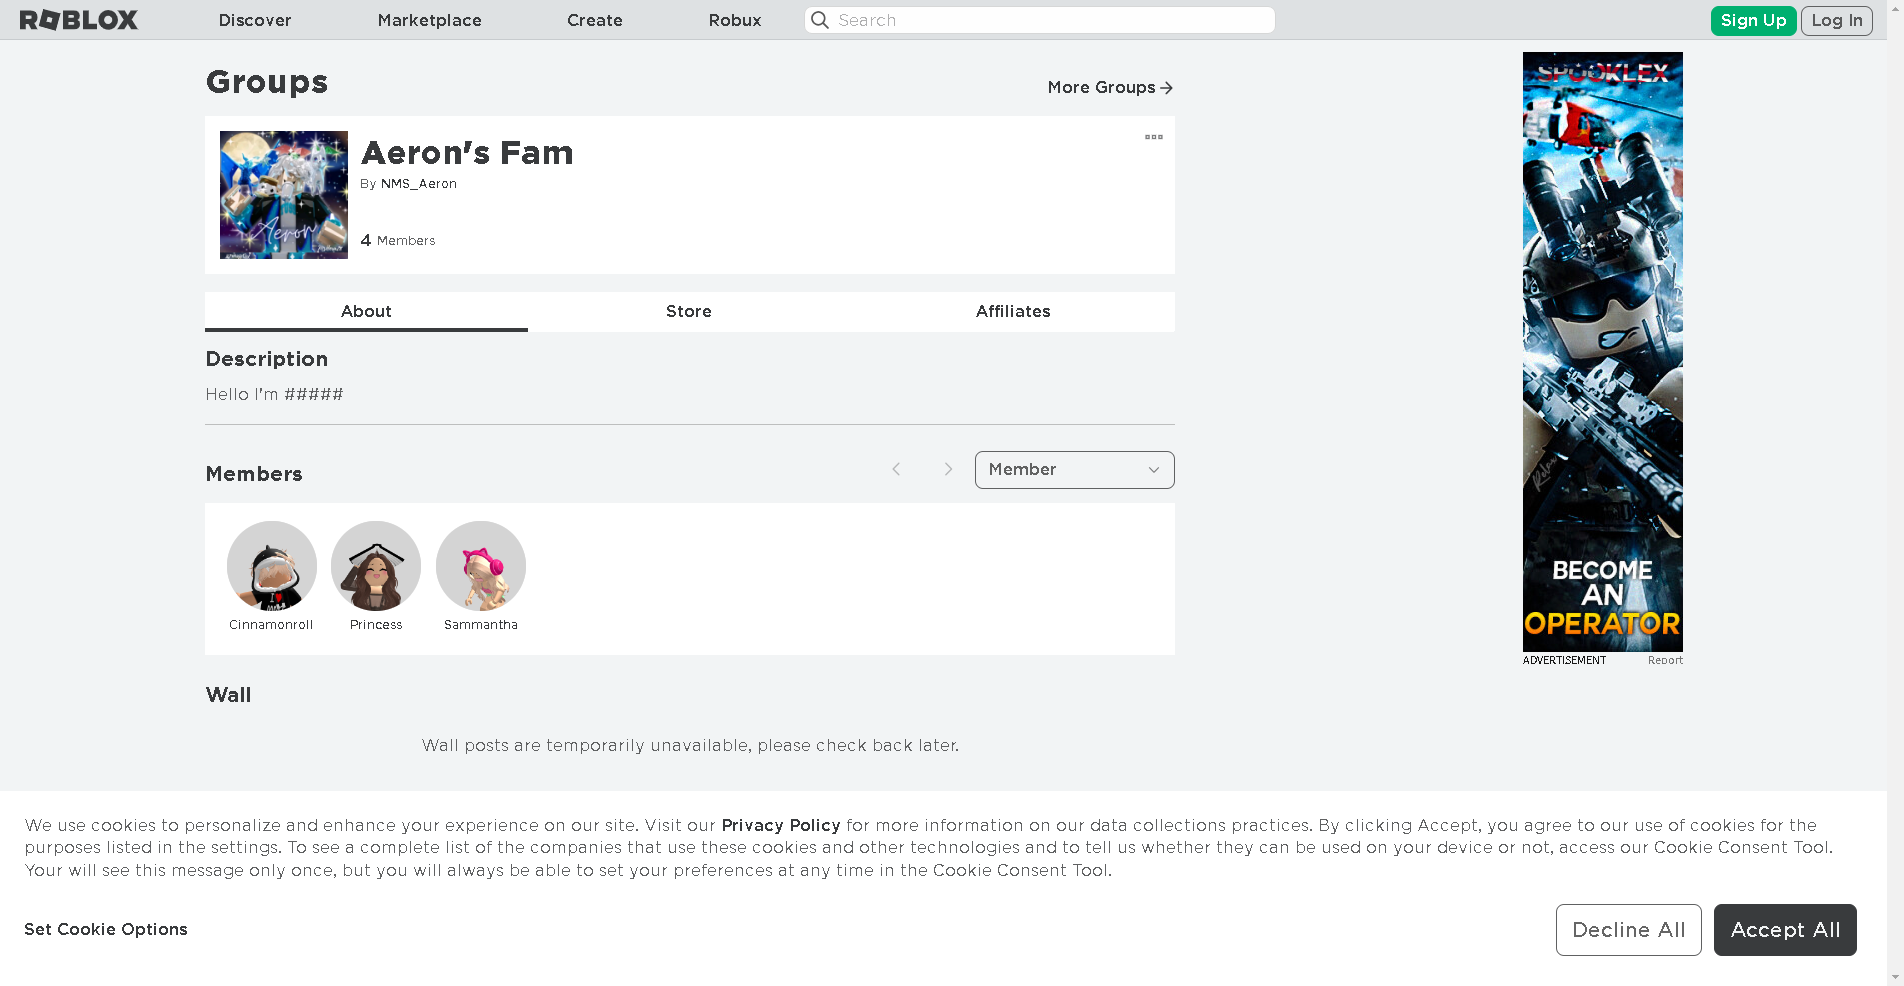 ROBLOX
Discover
Marketplace
Create
Robux
Search
Sign Up
Log In
Groups
More Groups
Aeron's Fam
By NMS_Aeron
4 Members
Aeron
About
Store
Affiliates
Description
Hello I'm #####
Members
Member
Cinnamonroll
Princess
Sammantha
Wall
Wall posts are temporarily unavailable, please check back later.
SPOOKLEX
BECOME
AN
OPERATOR
ADVERTISEMENT
Report
We use cookies to personalize and enhance your experience on our site. Visit our Privacy Policy for more information on our data collections practices. By clicking Accept, you agree to our use of cookies for the
purposes listed in the settings. To see a complete list of the companies that use these cookies and other technologies and to tell us whether they can be used on your device or not, access our Cookie Consent Tool.
Your will see this message only once, but you will always be able to set your preferences at any time in the Cookie Consent Tool.
Set Cookie Options
Decline All
Accept All